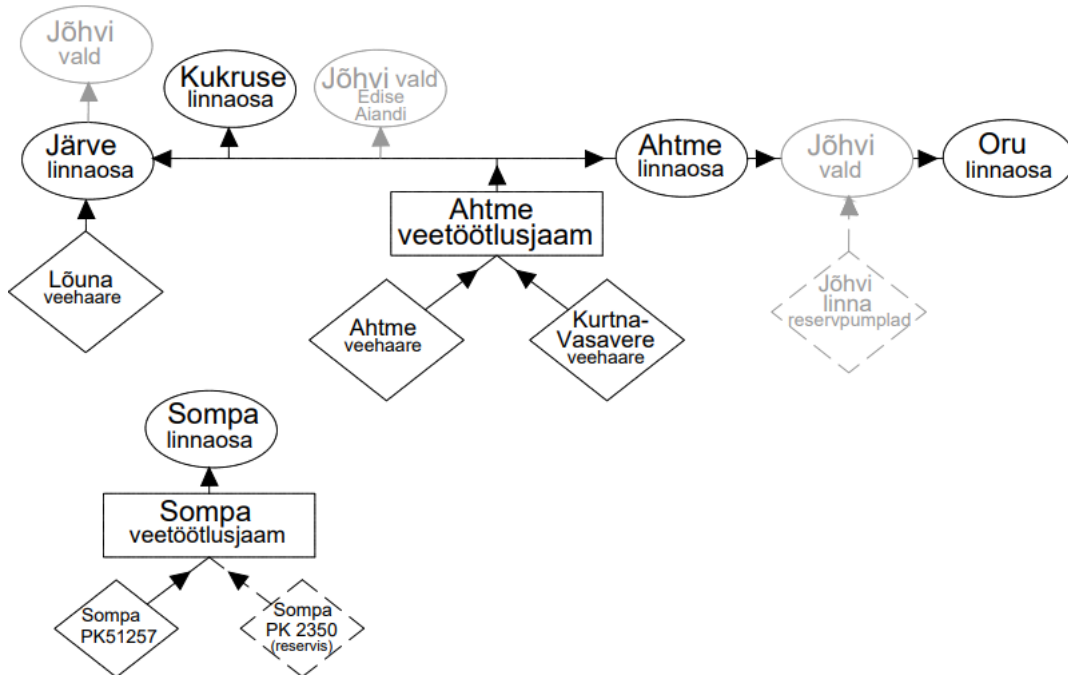 Jõhvi
vald
Kukruse
linnaosa
Jõhvi vald
Edise
Aiandi
Järve
linnaosa
Ahtme
linnaosa
Jõhvi
vald
Oru
linnaosa
Ahtme
veetöötlusjaam
Lõuna
veehaare
Ahtme
veehaare
Kurtna-
Vasavere
veehaare
Jõhvi
linna
reservpumplad
Sompa
linnaosa
Sompa
veetöötlusjaam
Sompa
PK51257
Sompa
PK 2350
(reservis)